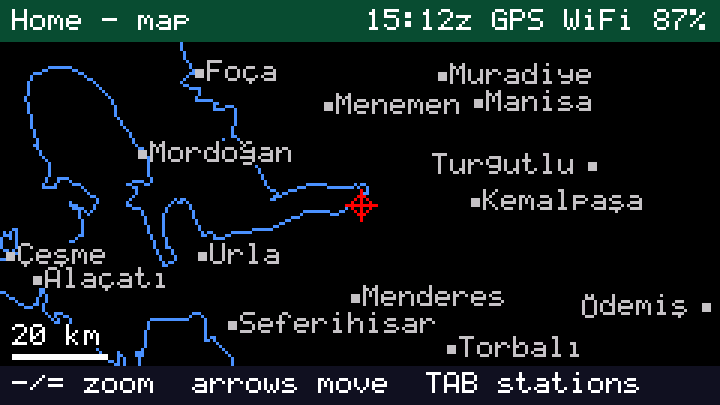 Home - map 15:12z GPS WiFi 87%
Foça
Muradiye
Menemen
Manisa
Mordoğan
Turgutlu
Kemalpaşa
Çeşme
Urla
Alaçatı
Menderes
Ödemiş
Seferihisar
20 km
Torbalı
-/= zoom arrows move TAB stations